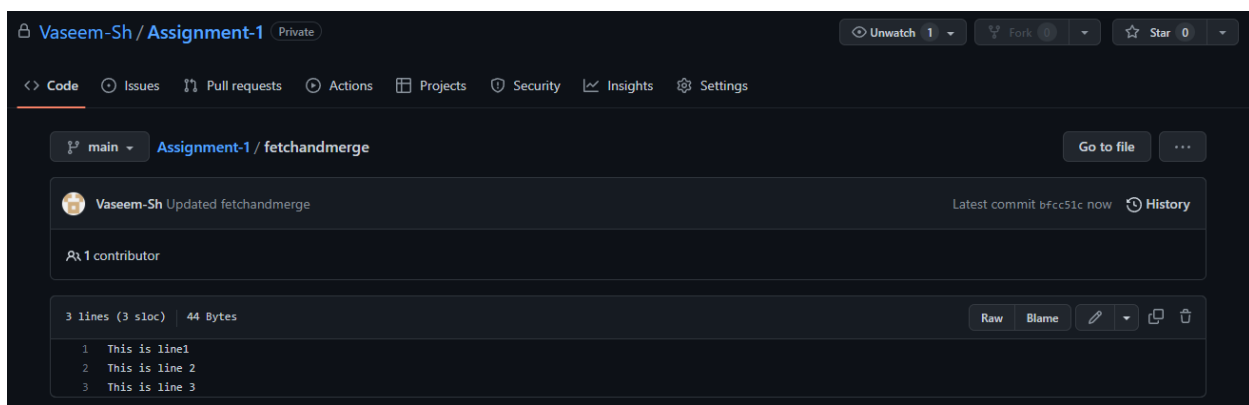 Vaseem-Sh / Assignment-1 Private Unwatch 1 Fork 0 Star 0
<> Code Issues Pull requests Actions Projects Security Insights Settings
main Assignment-1 / fetchandmerge Go to file ...
Vaseem-Sh Updated fetchandmerge Latest commit bfcc51c now History
1 contributor
3 lines (3 sloc) 44 Bytes Raw Blame
1 This is line1
2 This is line 2
3 This is line 3